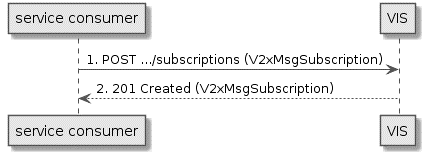 service consumer
VIS
1. POST .../subscriptions (V2xMsgSubscription)
2. 201 Created (V2xMsgSubscription)
service consumer
VIS